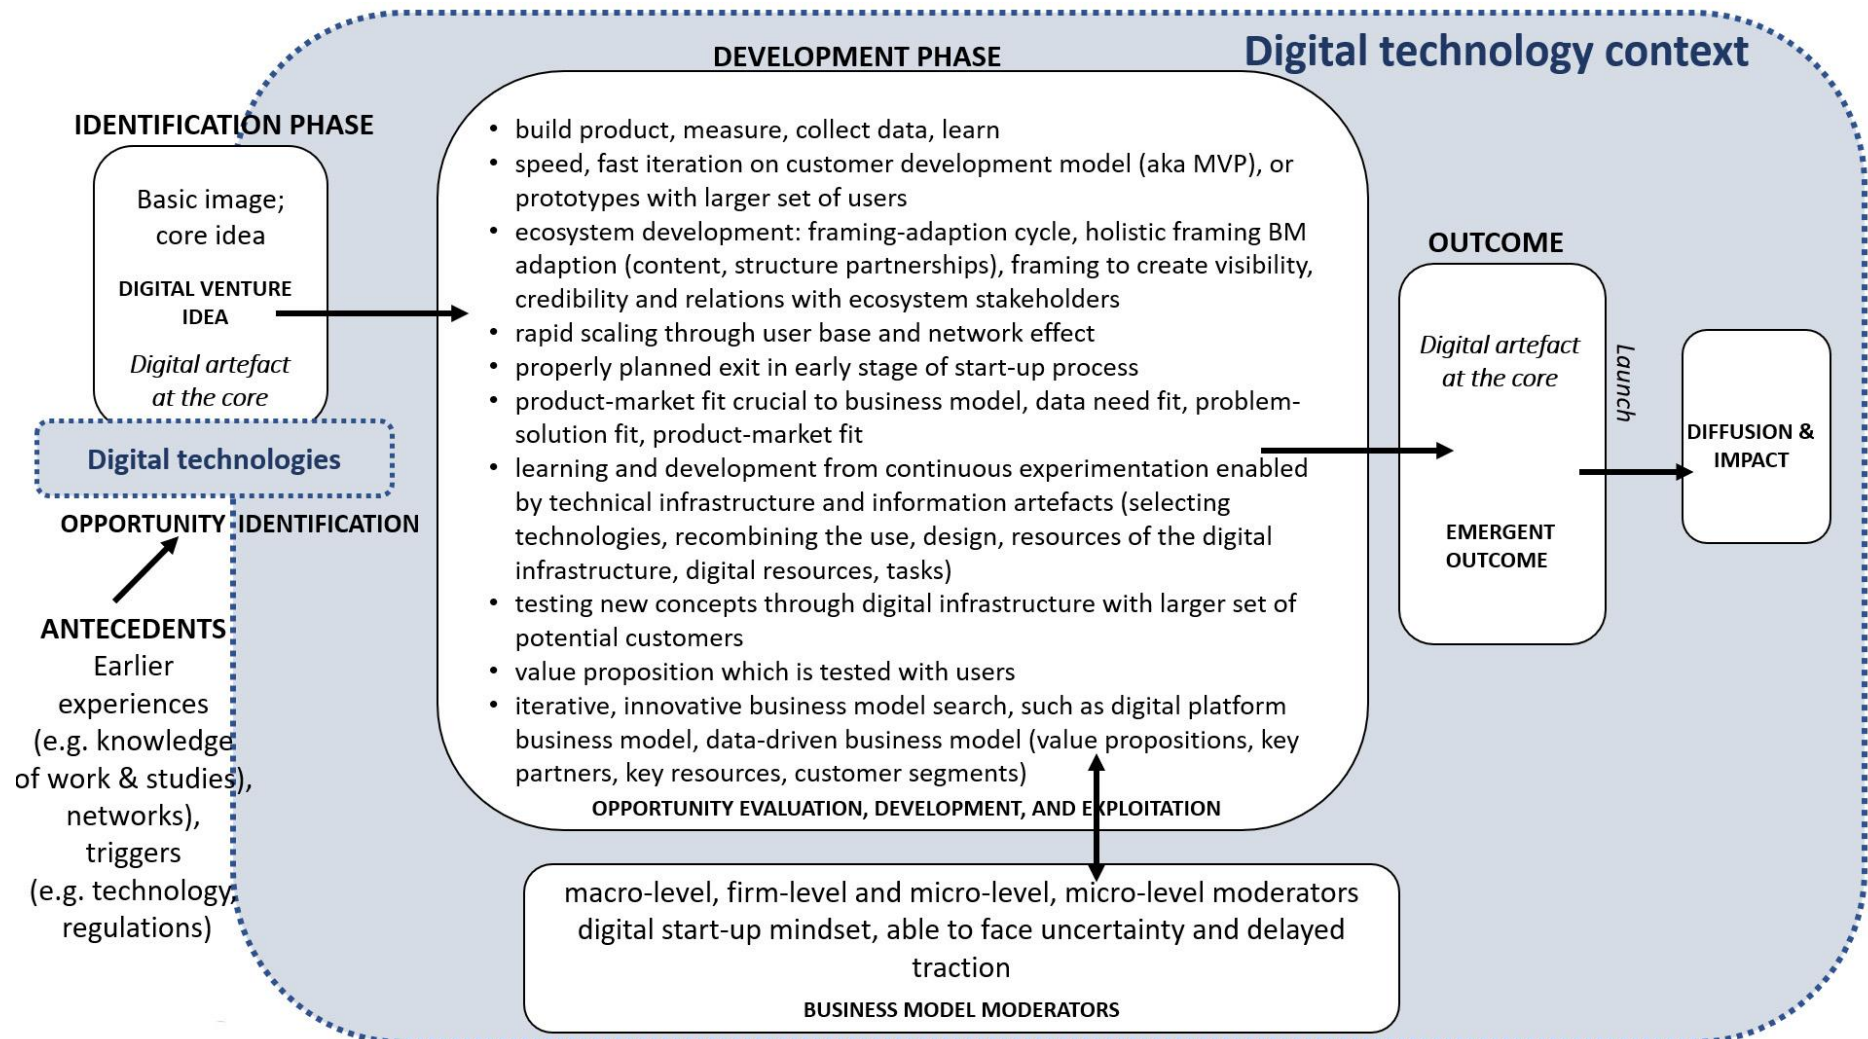 Digital technology context
DEVELOPMENT PHASE
IDENTIFICATION PHASE
Basic image;
core idea
DIGITAL VENTURE
IDEA
Digital artefact
at the core
Digital technologies
OPPORTUNITY IDENTIFICATION
ANTECEDENTS
Earlier
experiences
(e.g. knowledge
of work & studies),
networks),
triggers
(e.g. technology,
regulations)
• build product, measure, collect data, learn
• speed, fast iteration on customer development model (aka MVP), or
prototypes with larger set of users
• ecosystem development: framing-adaption cycle, holistic framing BM
adaption (content, structure partnerships), framing to create visibility,
credibility and relations with ecosystem stakeholders
• rapid scaling through user base and network effect
• properly planned exit in early stage of start-up process
• product-market fit crucial to business model, data need fit, problem-
solution fit, product-market fit
• learning and development from continuous experimentation enabled
by technical infrastructure and information artefacts (selecting
technologies, recombining the use, design, resources of the digital
infrastructure, digital resources, tasks)
• testing new concepts through digital infrastructure with larger set of
potential customers
• value proposition which is tested with users
• iterative, innovative business model search, such as digital platform
business model, data-driven business model (value propositions, key
partners, key resources, customer segments)
OPPORTUNITY EVALUATION, DEVELOPMENT, AND EXPLOITATION
macro-level, firm-level and micro-level, micro-level moderators
digital start-up mindset, able to face uncertainty and delayed
traction
BUSINESS MODEL MODERATORS
OUTCOME
Digital artefact
at the core
EMERGENT
OUTCOME
Launch
DIFFUSION &
IMPACT